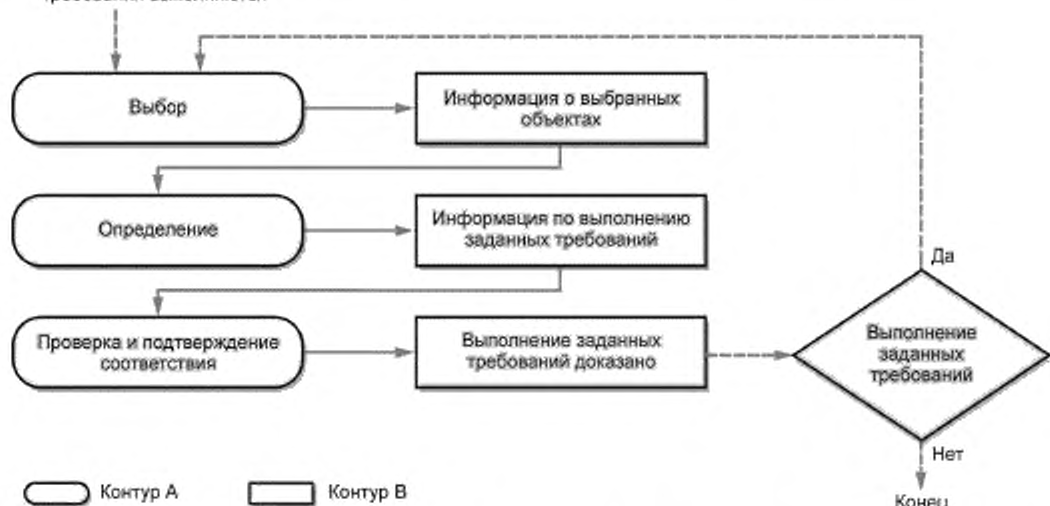 Выбор
Информация о выбранных
объектах
Определение
Информация по выполнению
заданных требований
Да
Проверка и подтверждение
соответствия
Выполнение заданных
требований доказано
Выполнение
заданных
требований
Нет
Контур А
Контур В
Конец